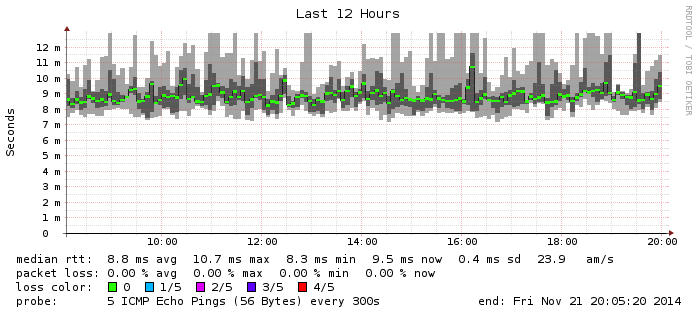 Last 12 Hours
RRDTOOL / TOBI OETIKER
Seconds
12 m
11 m
10 m
9 m
8 m
7 m
6 m
5 m
4 m
3 m
2 m
1 m
0
10:00 12:00 14:00 16:00 18:00 20:00
median rtt: 8.8 ms avg 10.7 ms max 8.3 ms min 9.5 ms now 0.4 ms sd 23.9 am/s
packet loss: 0.00 % avg 0.00 % max 0.00 % min 0.00 % now
loss color: 0 1/5 2/5 3/5 4/5
probe: 5 ICMP Echo Pings (56 Bytes) every 300s end: Fri Nov 21 20:05:20 2014